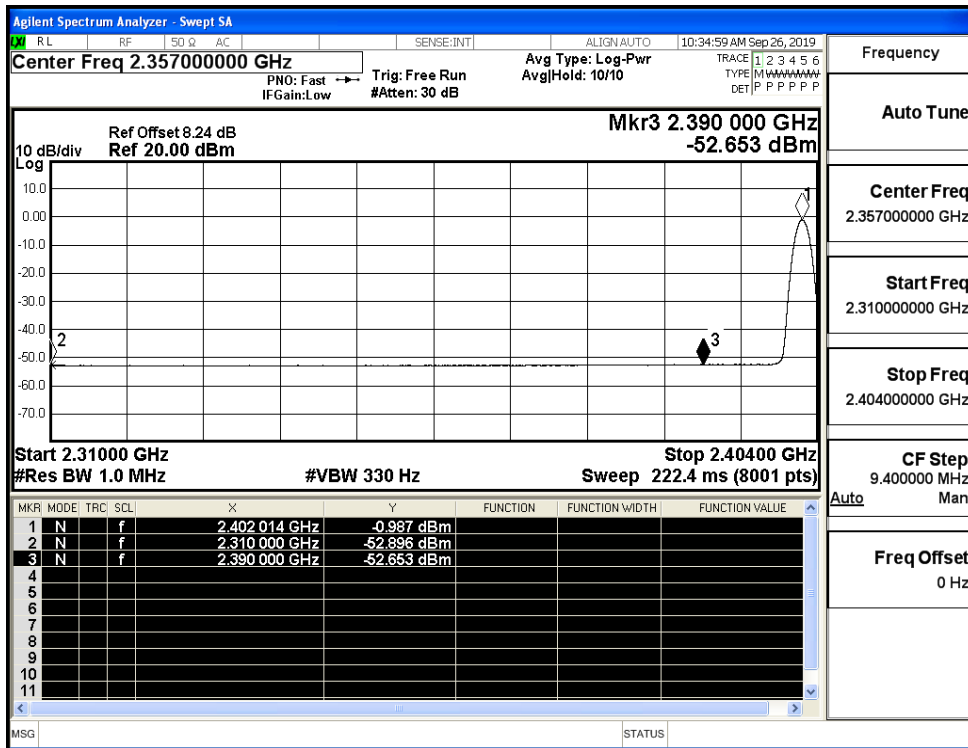 Agilent Spectrum Analyzer - Swept SA
LXI RL RF 50 Ω AC SENSE:INT ALIGNAUTO 10:34:59 AM Sep 26, 2019
Center Freq 2.357000000 GHz
PNO: Fast
IFGain:Low
Trig: Free Run
#Atten: 30 dB
Avg Type: Log-Pwr
Avg|Hold: 10/10
TRACE 1 2 3 4 5 6
TYPE M W W W W W
DET P P P P P P
Mkr3 2.390 000 GHz
-52.653 dBm
Ref Offset 8.24 dB
10 dB/div Ref 20.00 dBm
Log
10.0
0.00
-10.0
-20.0
-30.0
-40.0
-50.0
-60.0
-70.0
1
2
3
Start 2.31000 GHz Stop 2.40400 GHz
#Res BW 1.0 MHz #VBW 330 Hz Sweep 222.4 ms (8001 pts)
MKR MODE TRC SCL X Y FUNCTION FUNCTION WIDTH FUNCTION VALUE
1 N f 2.402 014 GHz -0.987 dBm
2 N f 2.310 000 GHz -52.896 dBm
3 N f 2.390 000 GHz -52.653 dBm
4
5
6
7
8
9
10
11
MSG STATUS
Frequency
Auto Tune
Center Freq
2.357000000 GHz
Start Freq
2.310000000 GHz
Stop Freq
2.404000000 GHz
CF Step
9.400000 MHz
Auto Man
Freq Offset
0 Hz